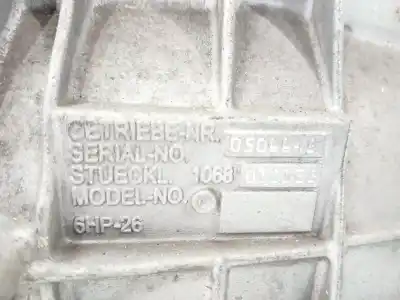 GETRIEBE-NR.
SERIAL-NO.
STUECKL. 1068
MODEL-NO.
6HP-26